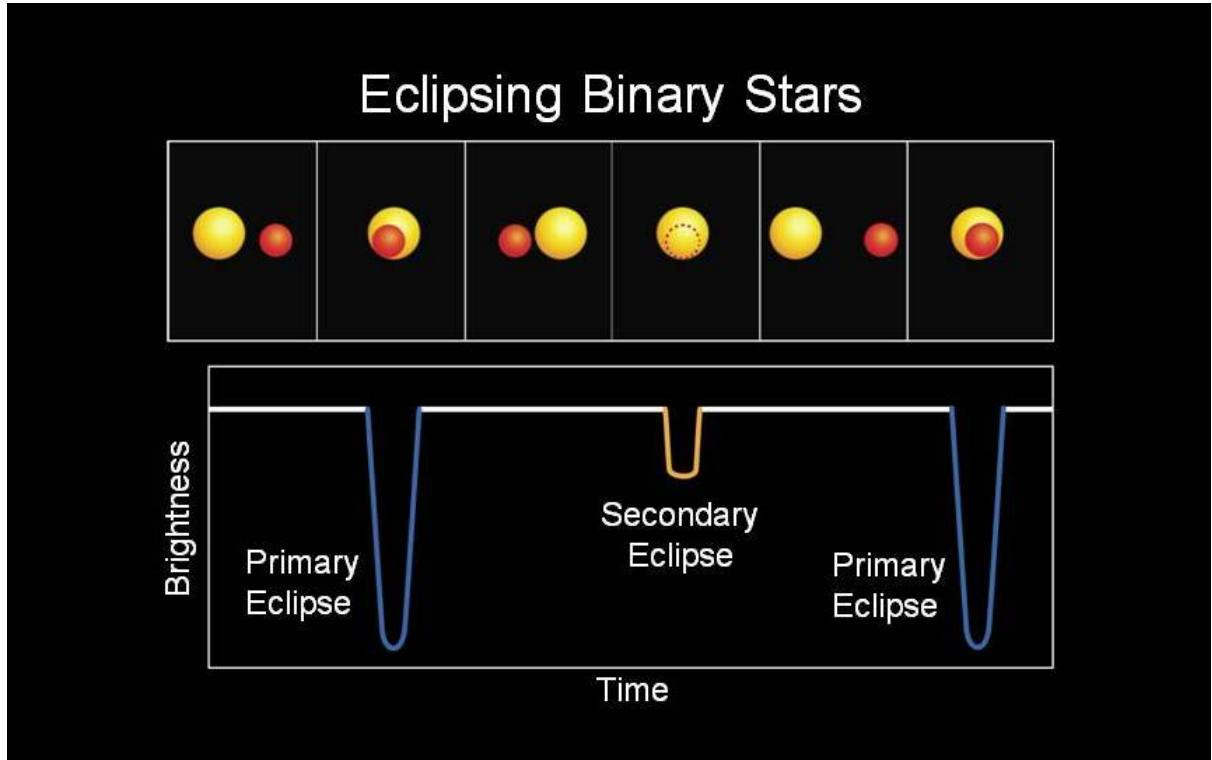 Eclipsing Binary Stars
Brightness
Primary
Eclipse
Secondary
Eclipse
Primary
Eclipse
Time